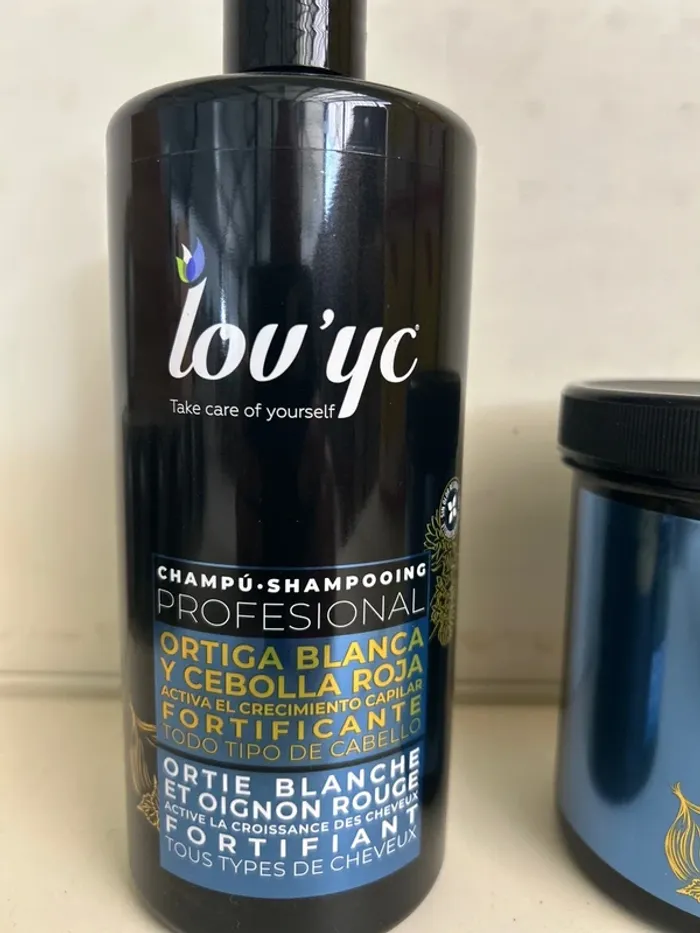 lov'yc
Take care of yourself
CHAMPÚ·SHAMPOOING
PROFESIONAL
ORTIGA BLANCA
Y CEBOLLA ROJA
ACTIVA EL CRECIMIENTO CAPILAR
FORTIFICANTE
TODO TIPO DE CABELLO
ORTIE BLANCHE
ET OIGNON ROUGE
ACTIVE LA CROISSANCE DES CHEVEUX
FORTIFIANT
TOUS TYPES DE CHEVEUX